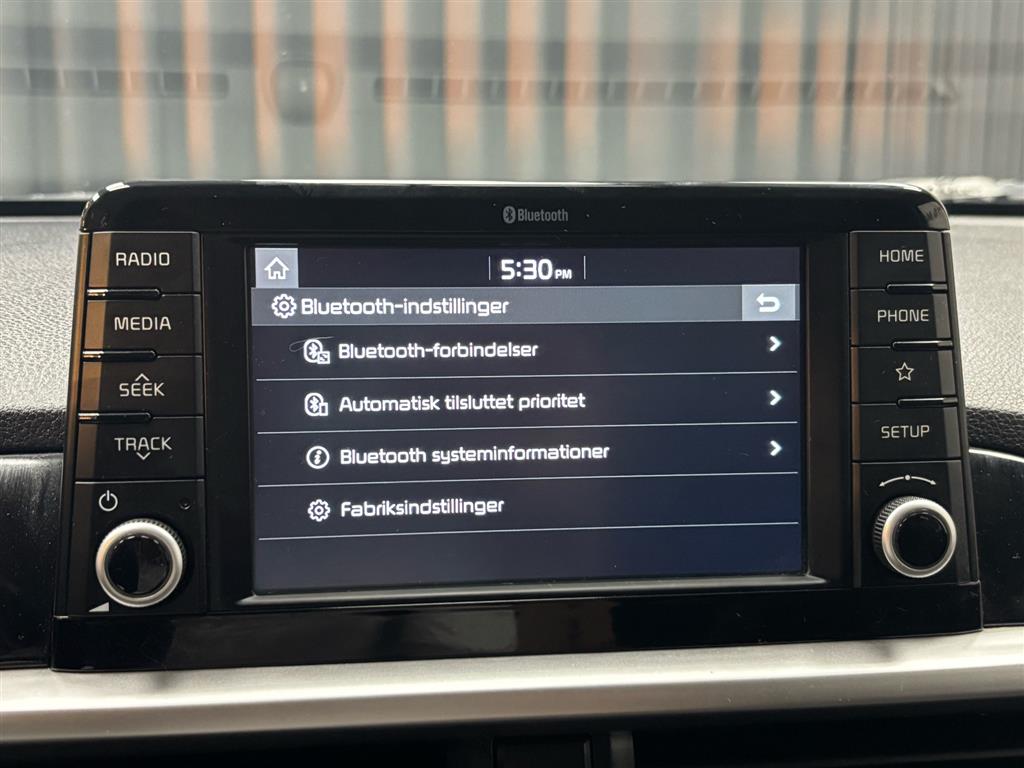 Bluetooth
RADIO
MEDIA
SEEK
TRACK
5:30 PM
Bluetooth-indstillinger
Bluetooth-forbindelser
Automatisk tilsluttet prioritet
Bluetooth systeminformationer
Fabriksindstillinger
HOME
PHONE
SETUP